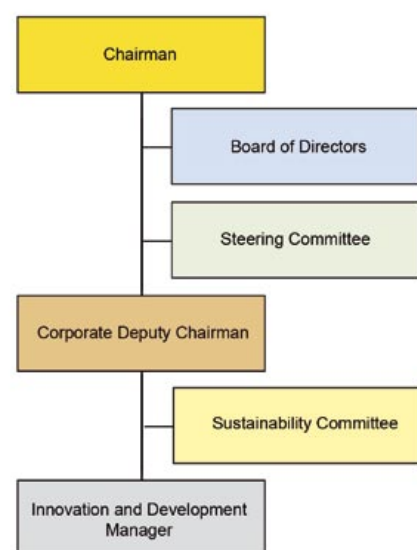 Chairman
Board of Directors
Steering Committee
Corporate Deputy Chairman
Sustainability Committee
Innovation and Development
Manager